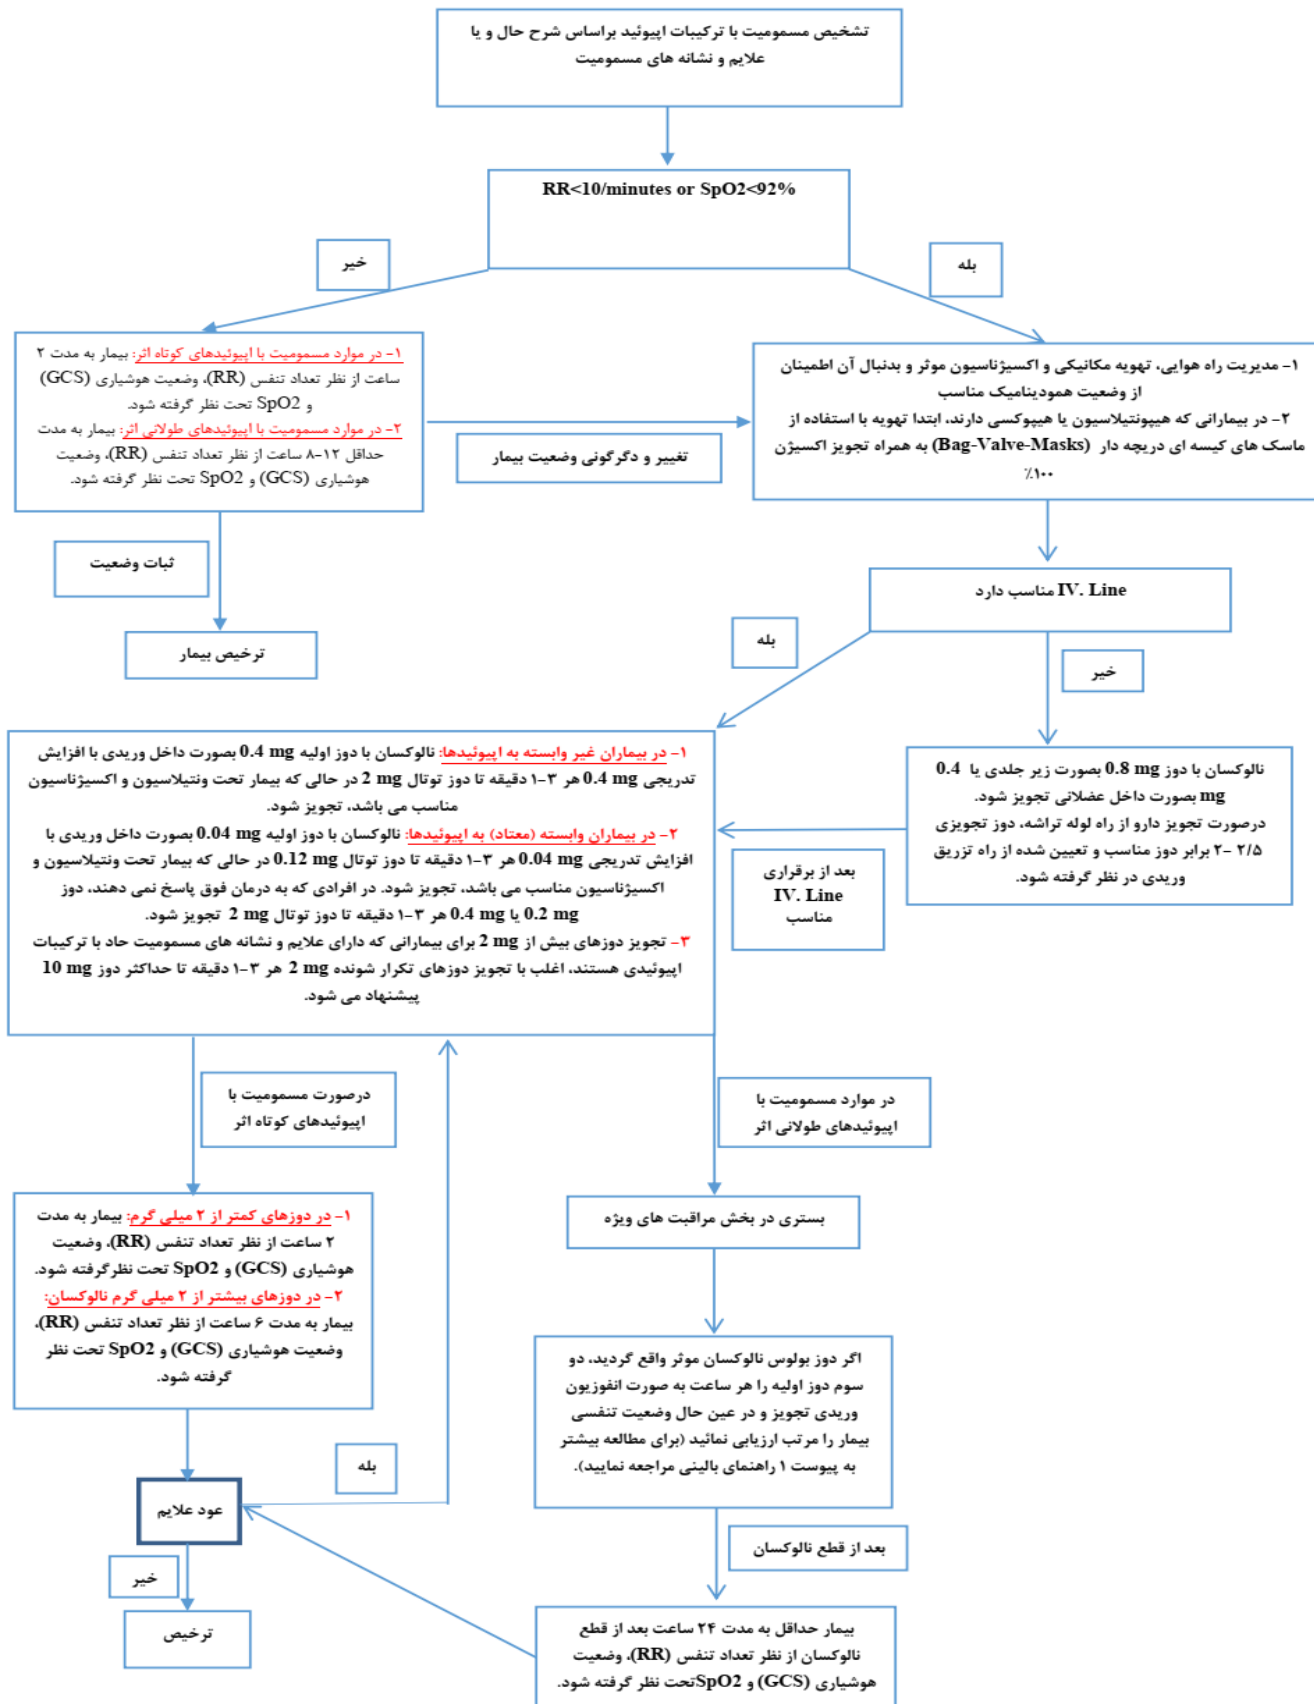 تشخیص مسمومیت با ترکیبات اپیوئید براساس شرح حال و یا
علایم و نشانه های مسمومیت
RR<10/minutes or SpO2<92%
خیر
بله
۱- در موارد مسمومیت با اپیوئیدهای کوتاه اثر: بیمار به مدت ۲
ساعت از نظر تعداد تنفس (RR)، وضعیت هوشیاری (GCS)
و SpO2 تحت نظر گرفته شود.
۲- در موارد مسمومیت با اپیوئیدهای طولانی اثر: بیمار به مدت
حداقل ۱۲-۸ ساعت از نظر تعداد تنفس (RR)، وضعیت
هوشیاری (GCS) و SpO2 تحت نظر گرفته شود.
۱- مدیریت راه هوایی، تهویه مکانیکی و اکسیژناسیون موثر و بدنبال آن اطمینان
از وضعیت همودینامیک مناسب
۲- در بیمارانی که هیپونتیلاسیون یا هیپوکسی دارند، ابتدا تهویه با استفاده از
ماسک های کیسه ای دریچه دار (Bag-Valve-Masks) به همراه تجویز اکسیژن
۱۰۰٪
تغییر و دگرگونی وضعیت بیمار
ثبات وضعیت
ترخیص بیمار
IV. Line مناسب دارد
بله
خیر
۱- در بیماران غیر وابسته به اپیوئیدها: نالوکسان با دوز اولیه 0.4 mg بصورت داخل وریدی با افزایش
تدریجی 0.4 mg هر ۳-۱ دقیقه تا دوز توتال 2 mg در حالی که بیمار تحت ونتیلاسیون و اکسیژناسیون
مناسب می باشد، تجویز شود.
۲- در بیماران وابسته (معتاد) به اپیوئیدها: نالوکسان با دوز اولیه 0.04 mg بصورت داخل وریدی با
افزایش تدریجی 0.04 mg هر ۳-۱ دقیقه تا دوز توتال 0.12 mg در حالی که بیمار تحت ونتیلاسیون و
اکسیژناسیون مناسب می باشد، تجویز شود. در افرادی که به درمان فوق پاسخ نمی دهند، دوز
0.2 mg یا 0.4 mg هر ۳-۱ دقیقه تا دوز توتال 2 mg تجویز شود.
۳- تجویز دوزهای بیش از 2 mg برای بیمارانی که دارای علایم و نشانه های مسمومیت حاد با ترکیبات
اپیوئیدی هستند، اغلب با تجویز دوزهای تکرار شونده 2 mg هر ۳-۱ دقیقه تا حداکثر دوز 10 mg
پیشنهاد می شود.
نالوکسان با دوز 0.8 mg بصورت زیر جلدی یا 0.4
mg بصورت داخل عضلانی تجویز شود.
درصورت تجویز دارو از راه لوله تراشه، دوز تجویزی
۲/۵ -۲ برابر دوز مناسب و تعیین شده از راه تزریق
وریدی در نظر گرفته شود.
بعد از برقراری
IV. Line
مناسب
درصورت مسمومیت با
اپیوئیدهای کوتاه اثر
در موارد مسمومیت با
اپیوئیدهای طولانی اثر
۱- در دوزهای کمتر از ۲ میلی گرم: بیمار به مدت
۲ ساعت از نظر تعداد تنفس (RR)، وضعیت
هوشیاری (GCS) و SpO2 تحت نظرگرفته شود.
۲- در دوزهای بیشتر از ۲ میلی گرم نالوکسان:
بیمار به مدت ۶ ساعت از نظر تعداد تنفس (RR)،
وضعیت هوشیاری (GCS) و SpO2 تحت نظر
گرفته شود.
بستری در بخش مراقبت های ویژه
اگر دوز بولوس نالوکسان موثر واقع گردید، دو
سوم دوز اولیه را هر ساعت به صورت انفوزیون
وریدی تجویز و در عین حال وضعیت تنفسی
بیمار را مرتب ارزیابی نمائید (برای مطالعه بیشتر
به پیوست ۱ راهنمای بالینی مراجعه نمایید).
بله
عود علایم
بعد از قطع نالوکسان
خیر
ترخیص
بیمار حداقل به مدت ۲۴ ساعت بعد از قطع
نالوکسان از نظر تعداد تنفس (RR)، وضعیت
هوشیاری (GCS) و SpO2تحت نظر گرفته شود.